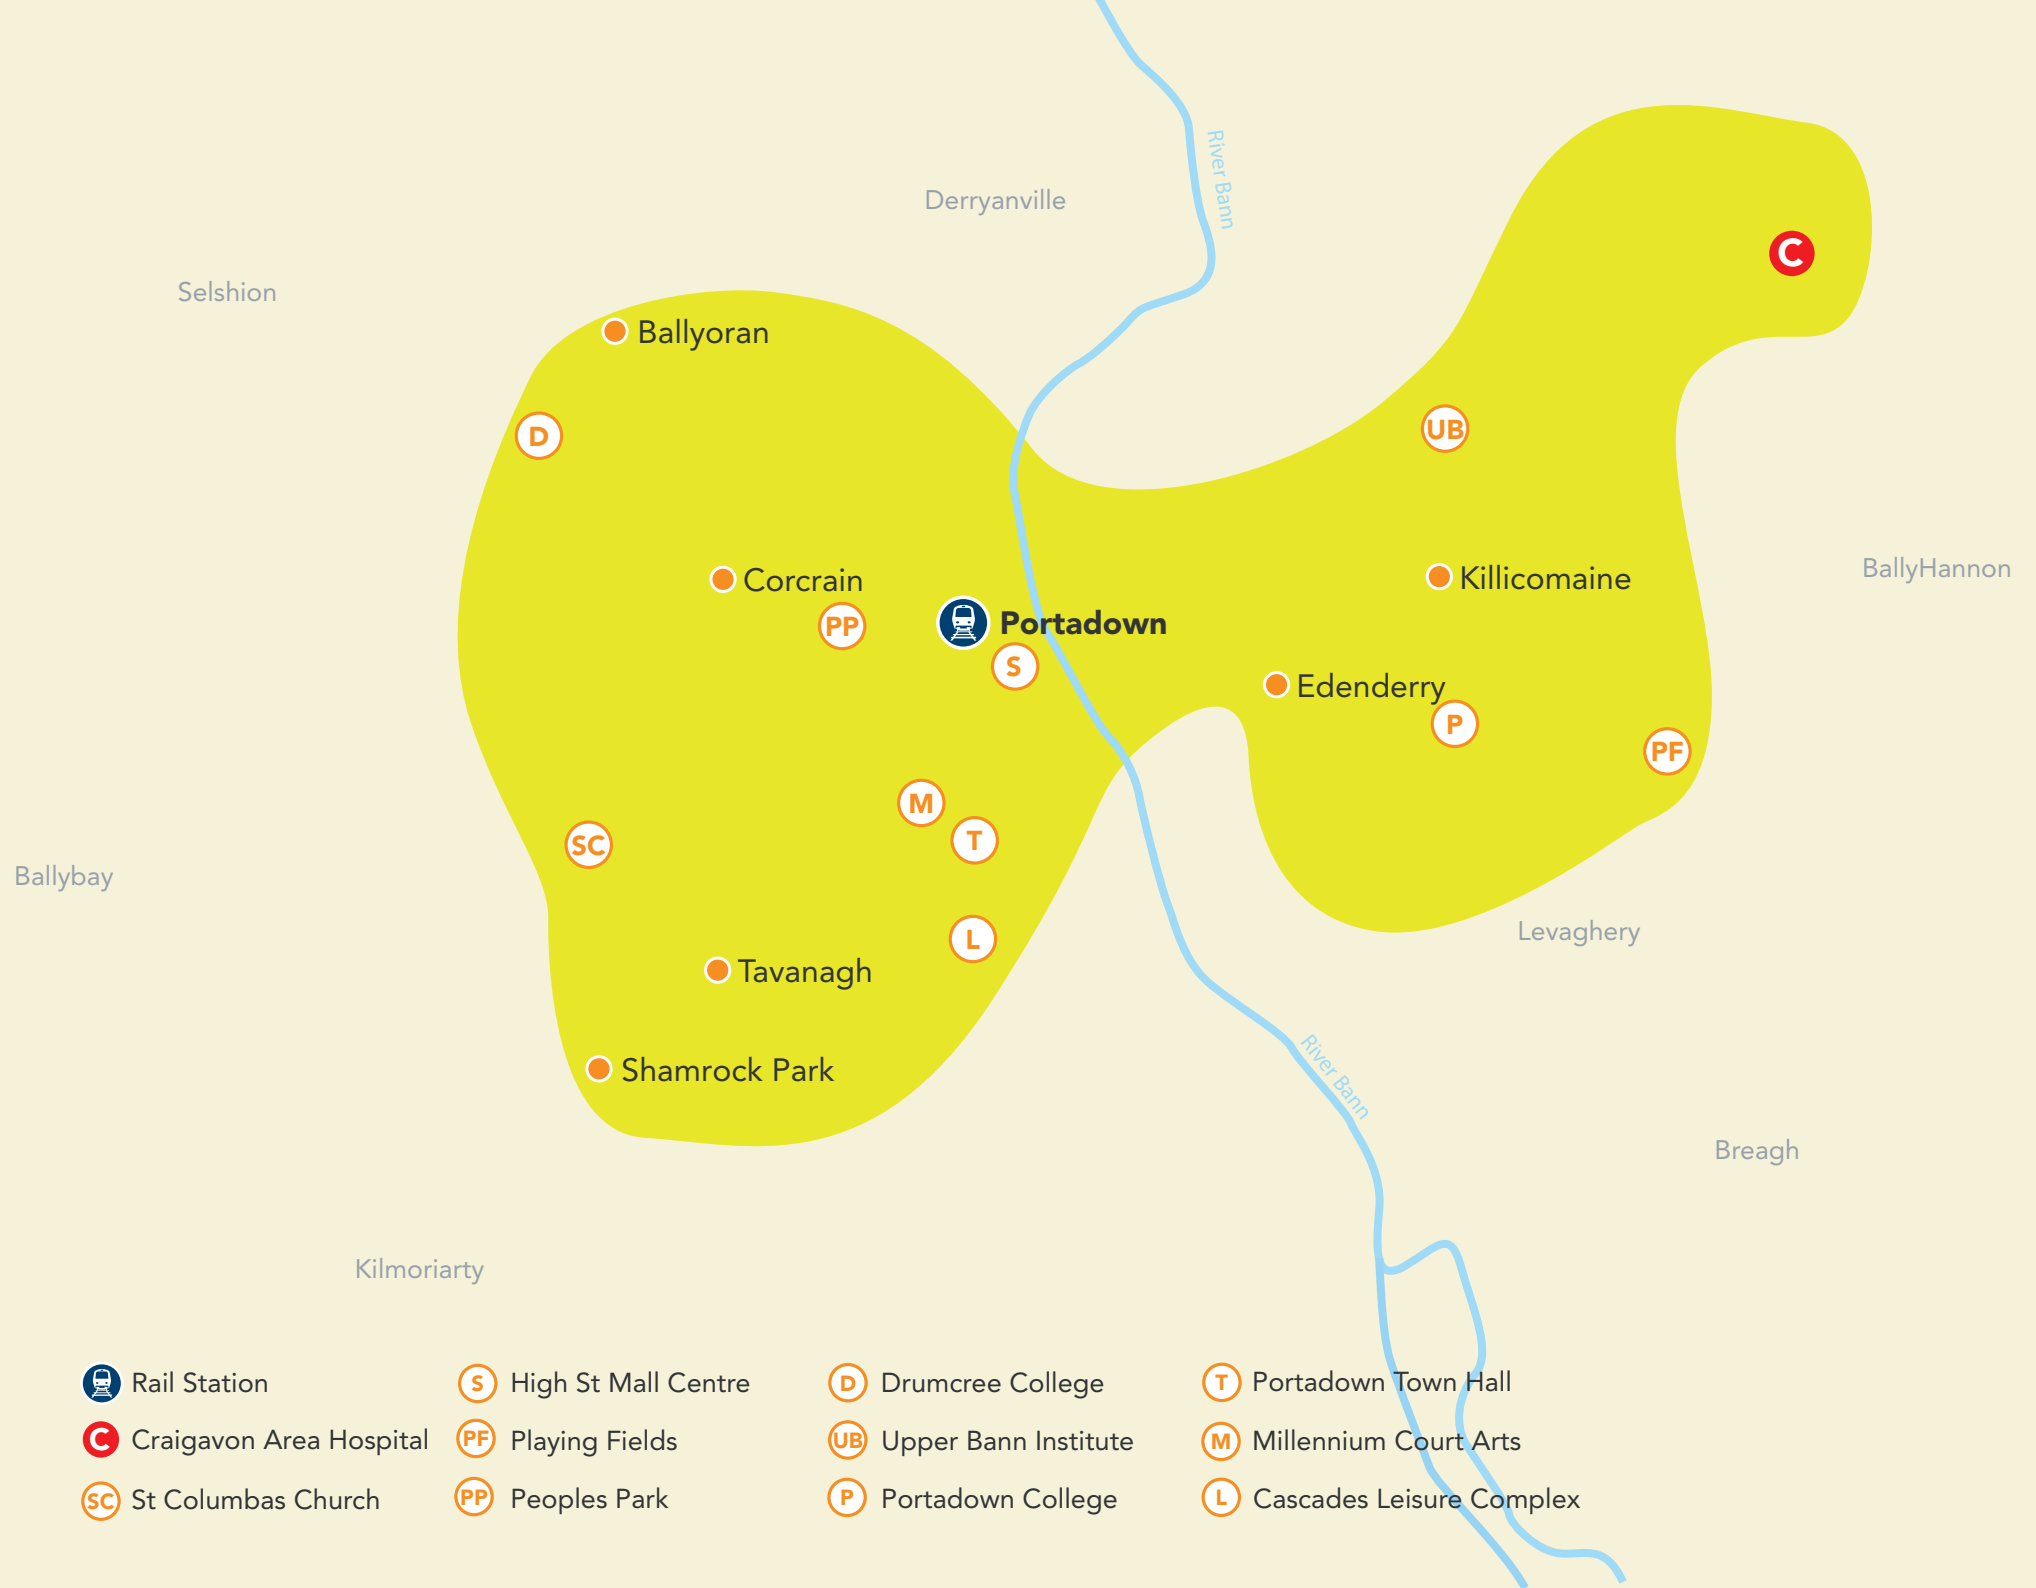 River Bann
Derryanville
C
Selshion
Ballyoran
D
UB
BallyHannon
Corcrain
Killicomaine
PP
Portadown
S
Edenderry
P
PF
M
T
SC
Ballybay
L
Levaghery
Tavanagh
Shamrock Park
River Bann
Breagh
Kilmoriarty
Rail Station
S High St Mall Centre
D Drumcree College
T Portadown Town Hall
C Craigavon Area Hospital
PF Playing Fields
UB Upper Bann Institute
M Millennium Court Arts
SC St Columbas Church
PP Peoples Park
P Portadown College
L Cascades Leisure Complex